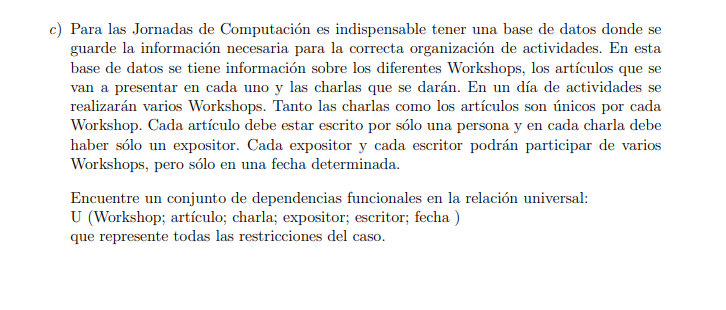 c) Para las Jornadas de Computación es indispensable tener una base de datos donde se
guarde la información necesaria para la correcta organización de actividades. En esta
base de datos se tiene información sobre los diferentes Workshops, los artículos que se
van a presentar en cada uno y las charlas que se darán. En un día de actividades se
realizarán varios Workshops. Tanto las charlas como los artículos son únicos por cada
Workshop. Cada artículo debe estar escrito por sólo una persona y en cada charla debe
haber sólo un expositor. Cada expositor y cada escritor podrán participar de varios
Workshops, pero sólo en una fecha determinada.
Encuentre un conjunto de dependencias funcionales en la relación universal:
U (Workshop; artículo; charla; expositor; escritor; fecha )
que represente todas las restricciones del caso.